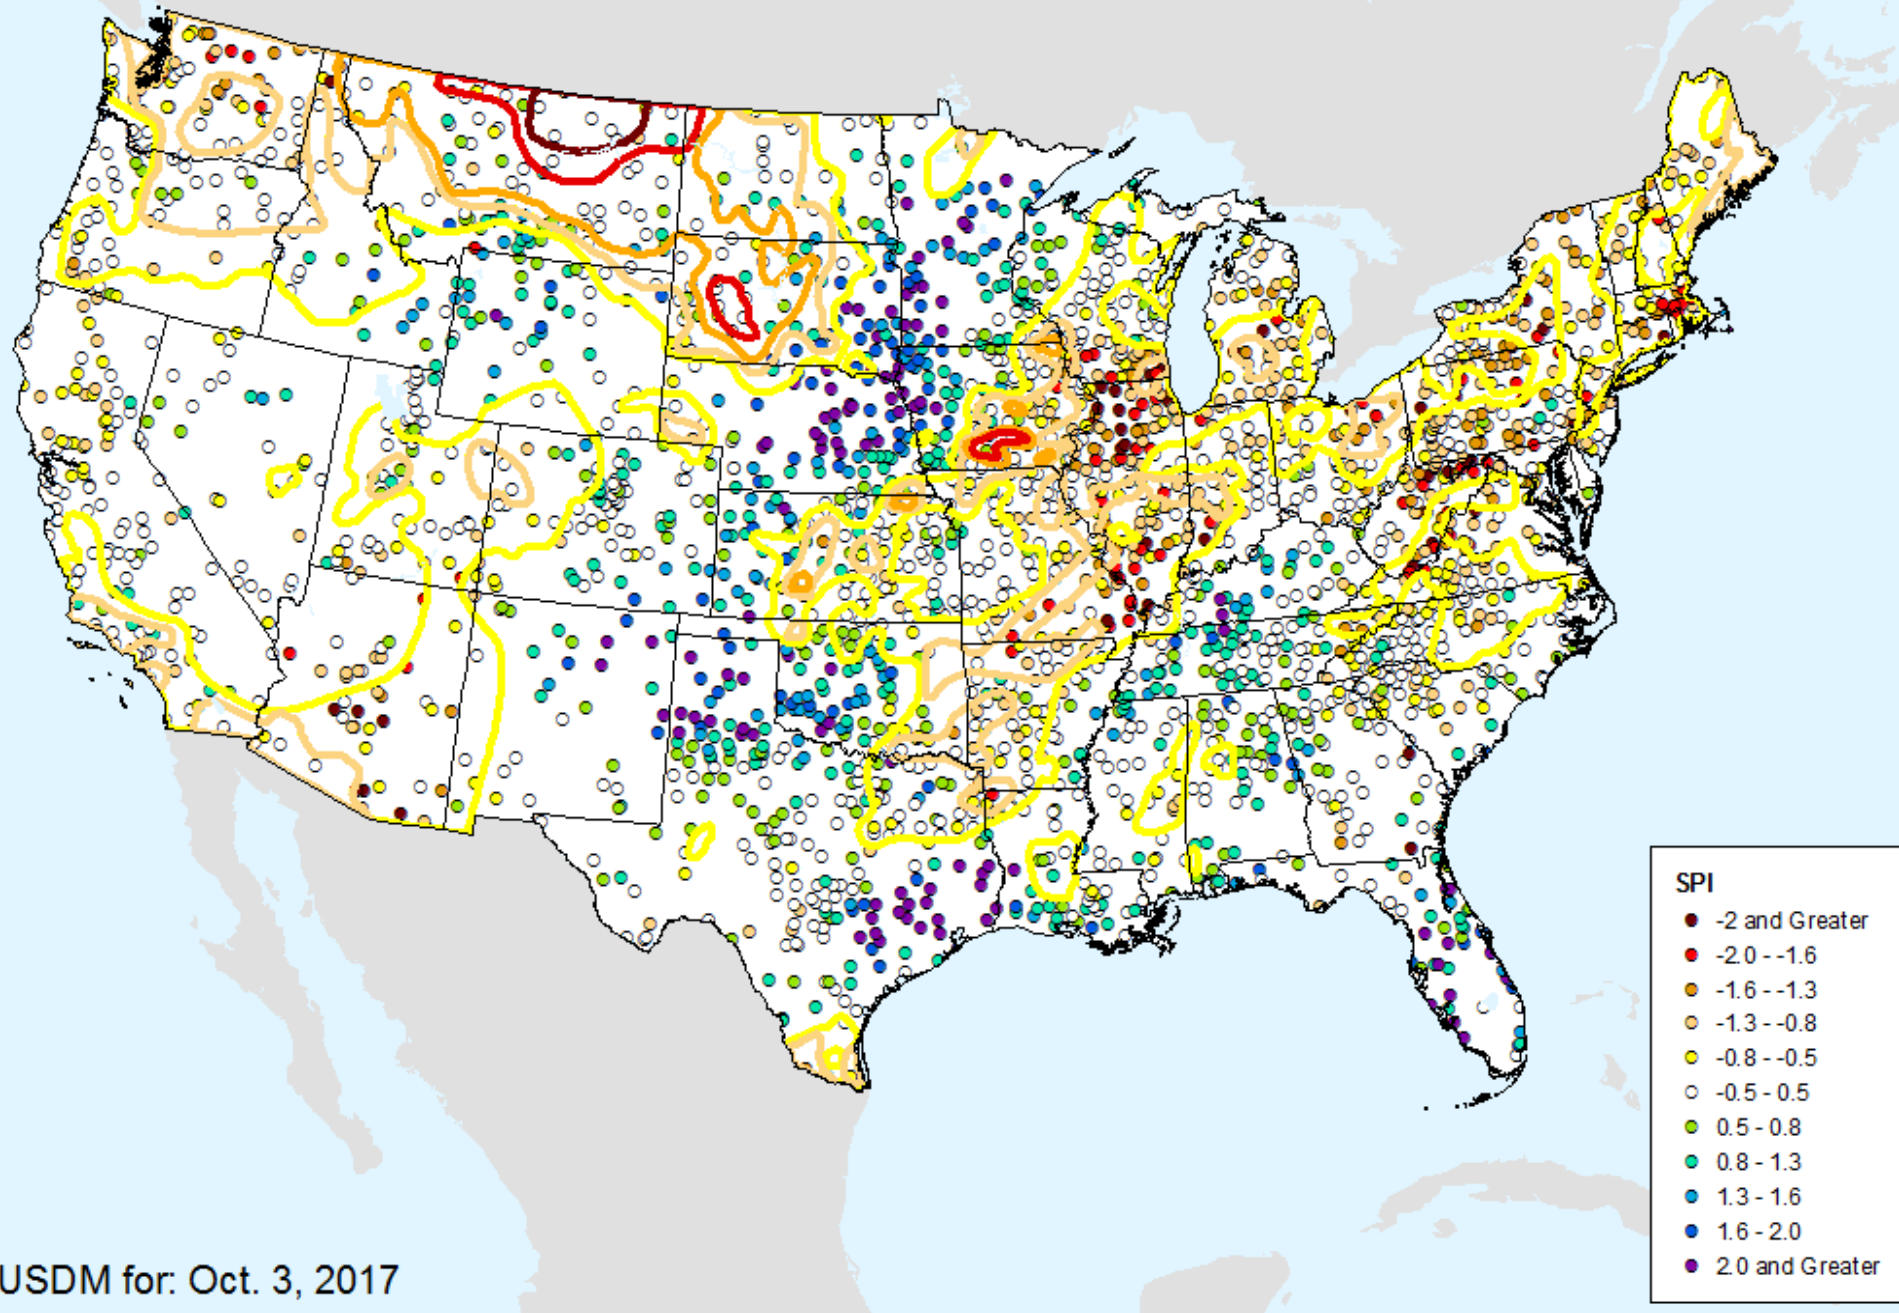 SPI
-2 and Greater
-2.0 - -1.6
-1.6 - -1.3
-1.3 - -0.8
-0.8 - -0.5
-0.5 - 0.5
0.5 - 0.8
0.8 - 1.3
1.3 - 1.6
1.6 - 2.0
2.0 and Greater
USDM for: Oct. 3, 2017